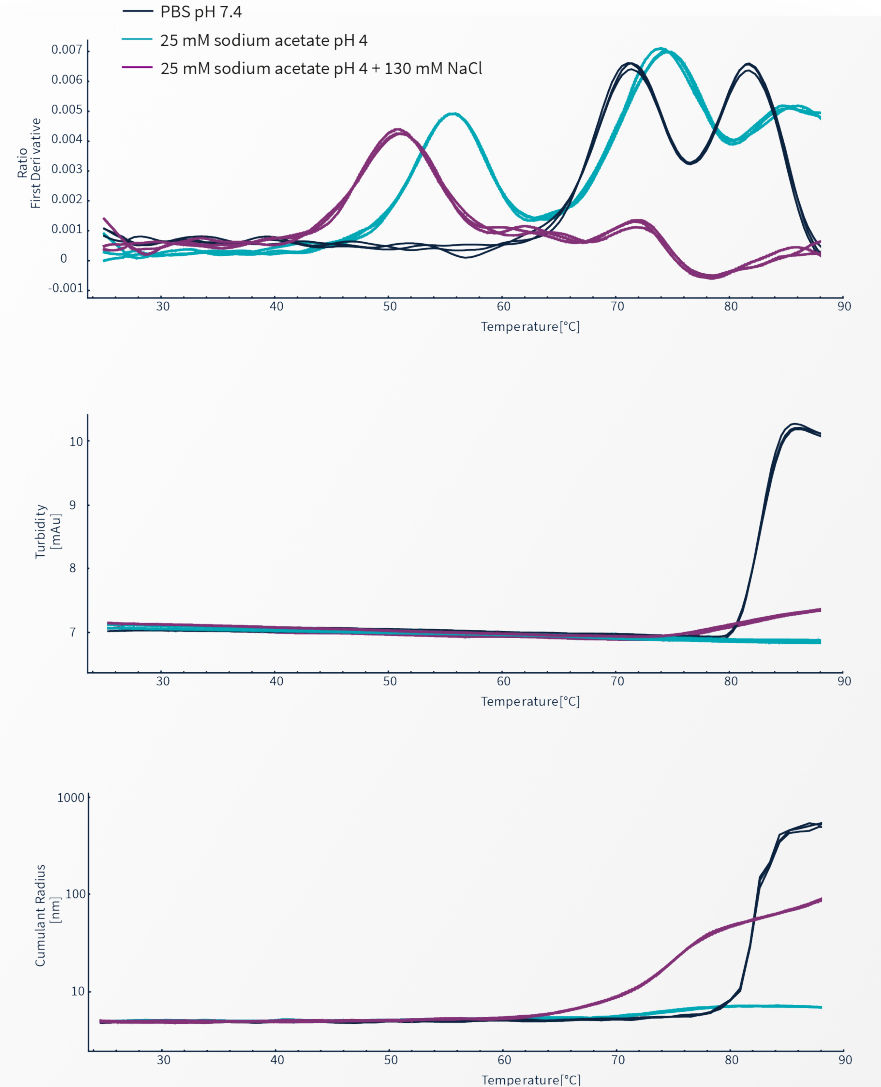 PBS pH 7.4
25 mM sodium acetate pH 4
25 mM sodium acetate pH 4 + 130 mM NaCl
0.007
0.006
0.005
0.004
0.003
0.002
0.001
0
-0.001
Ratio
First Derivative
30 40 50 60 70 80 90
Temperature[°C]
10
9
8
7
Turbidity
[mAu]
30 40 50 60 70 80 90
Temperature[°C]
1000
100
10
Cumulant Radius
[nm]
30 40 50 60 70 80 90
Temperature[°C]